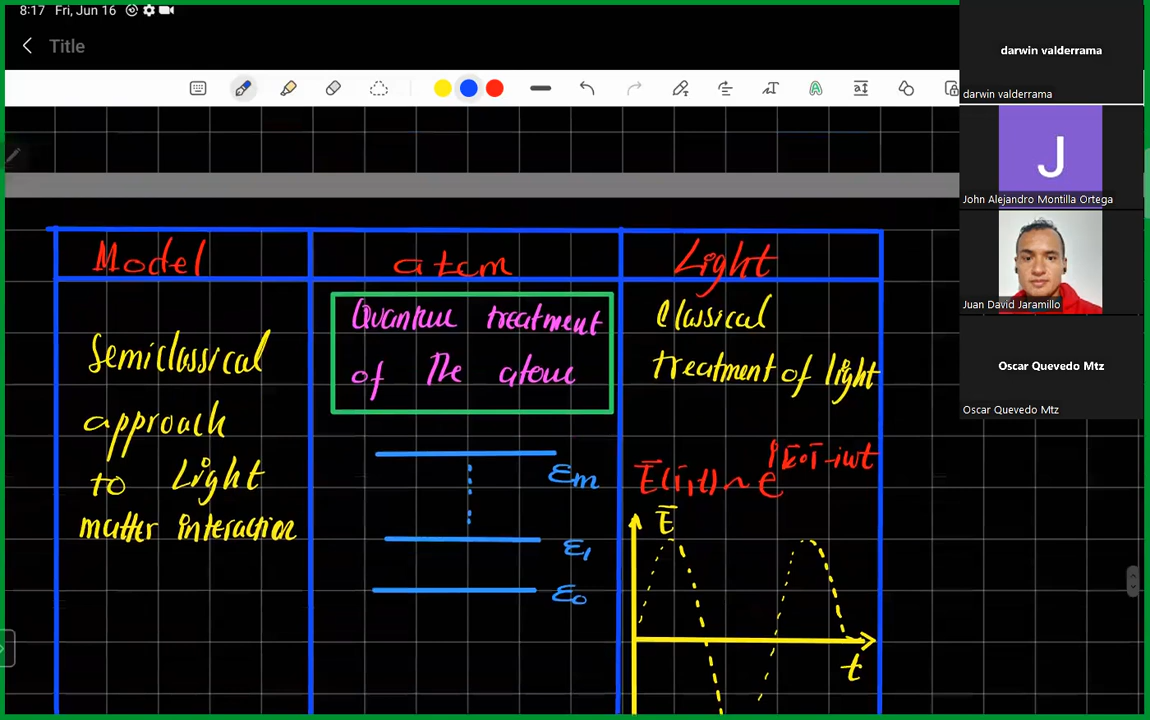 8:17 Fri, Jun 16
Title
darwin valderrama
darwin valderrama
J
John Alejandro Montilla Ortega
Juan David Jaramillo
Oscar Quevedo Mtz
Oscar Quevedo Mtz
Model
atom
Light
Semiclassical
approach
to Light
matter interaction
Quantum treatment
of The atom
εm
ε1
ε0
Classical
treatment of light
E̅(r̅,t) ~ e^{i k̅·r̅-iωt}
E̅
t